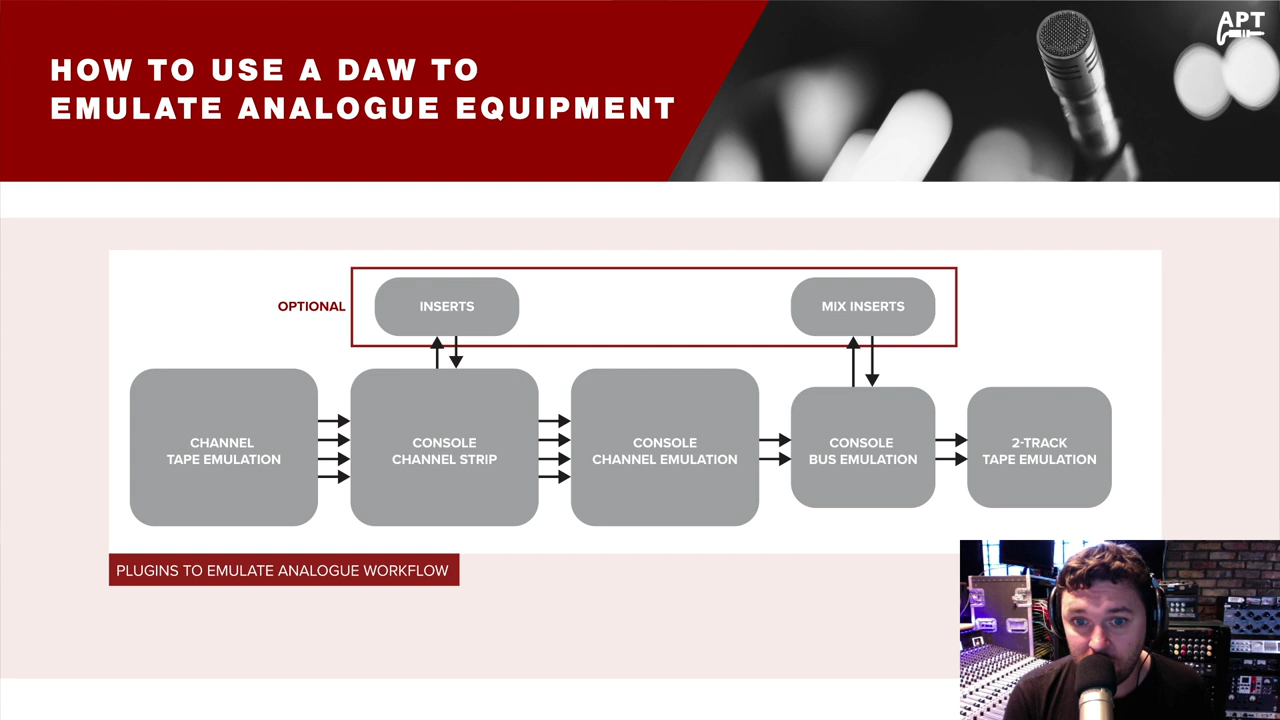 APT
HOW TO USE A DAW TO
EMULATE ANALOGUE EQUIPMENT
OPTIONAL
INSERTS
MIX INSERTS
CHANNEL
TAPE EMULATION
CONSOLE
CHANNEL STRIP
CONSOLE
CHANNEL EMULATION
CONSOLE
BUS EMULATION
2-TRACK
TAPE EMULATION
PLUGINS TO EMULATE ANALOGUE WORKFLOW